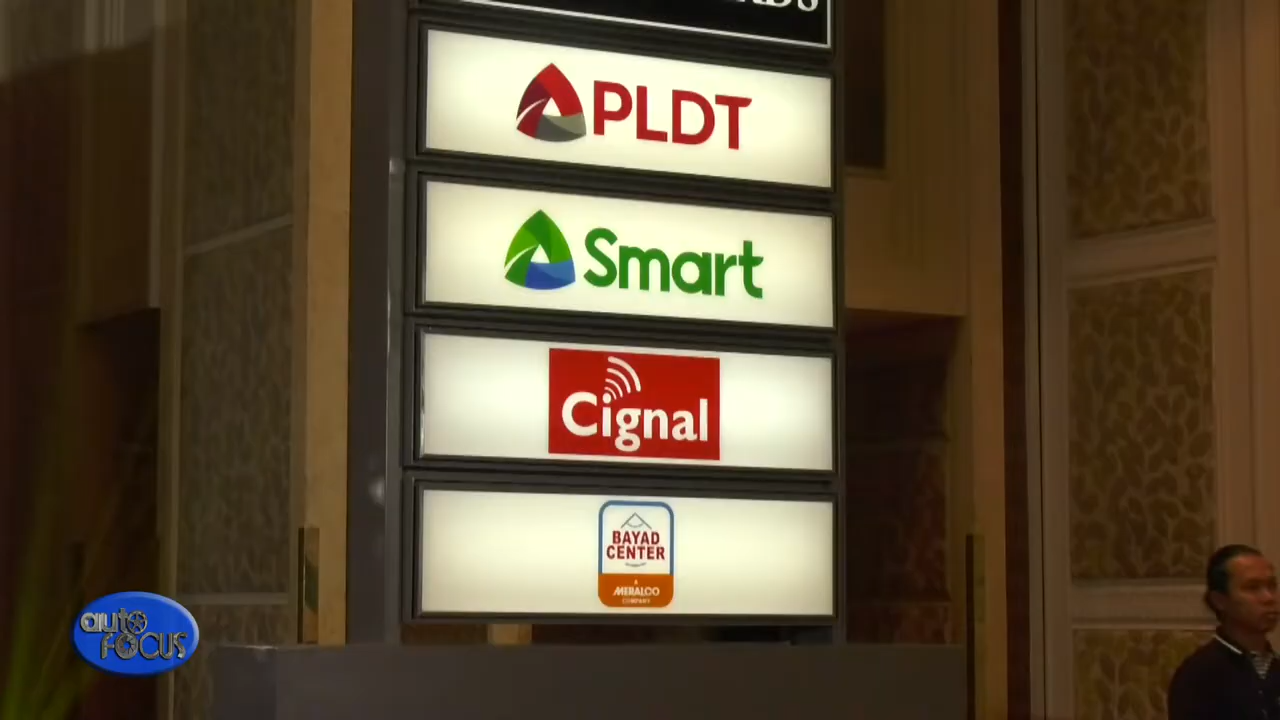 PLDT
Smart
Cignal
BAYAD
CENTER
A
MERALCO
COMPANY
auto
FOCUS